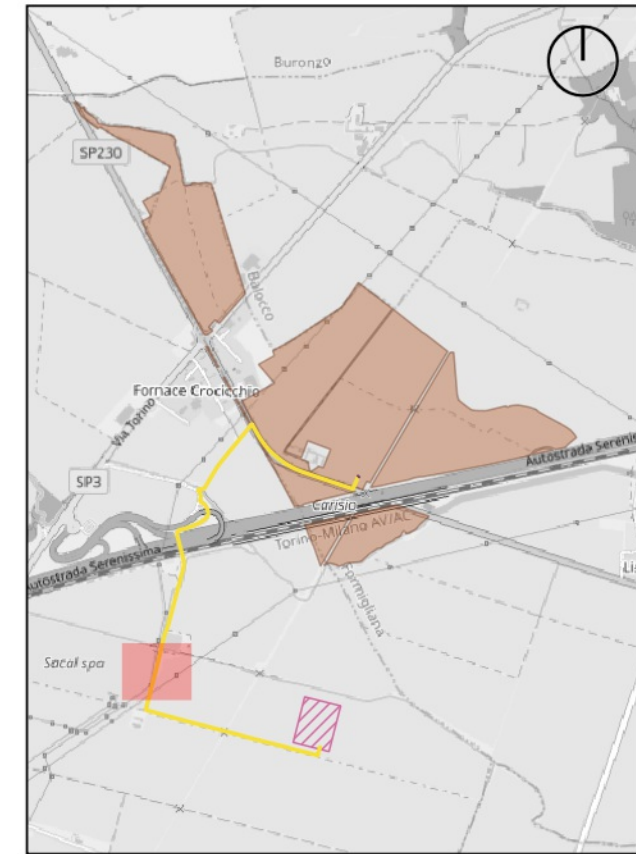 Buronzo
SP230
Balocco
Fornace Crocicchio
Via Torino
Autostrada Serenissima
SP3
Carisio
Torino-Milano AV/AC
Autostrada Serenissima
Formigliana
Sacal spa